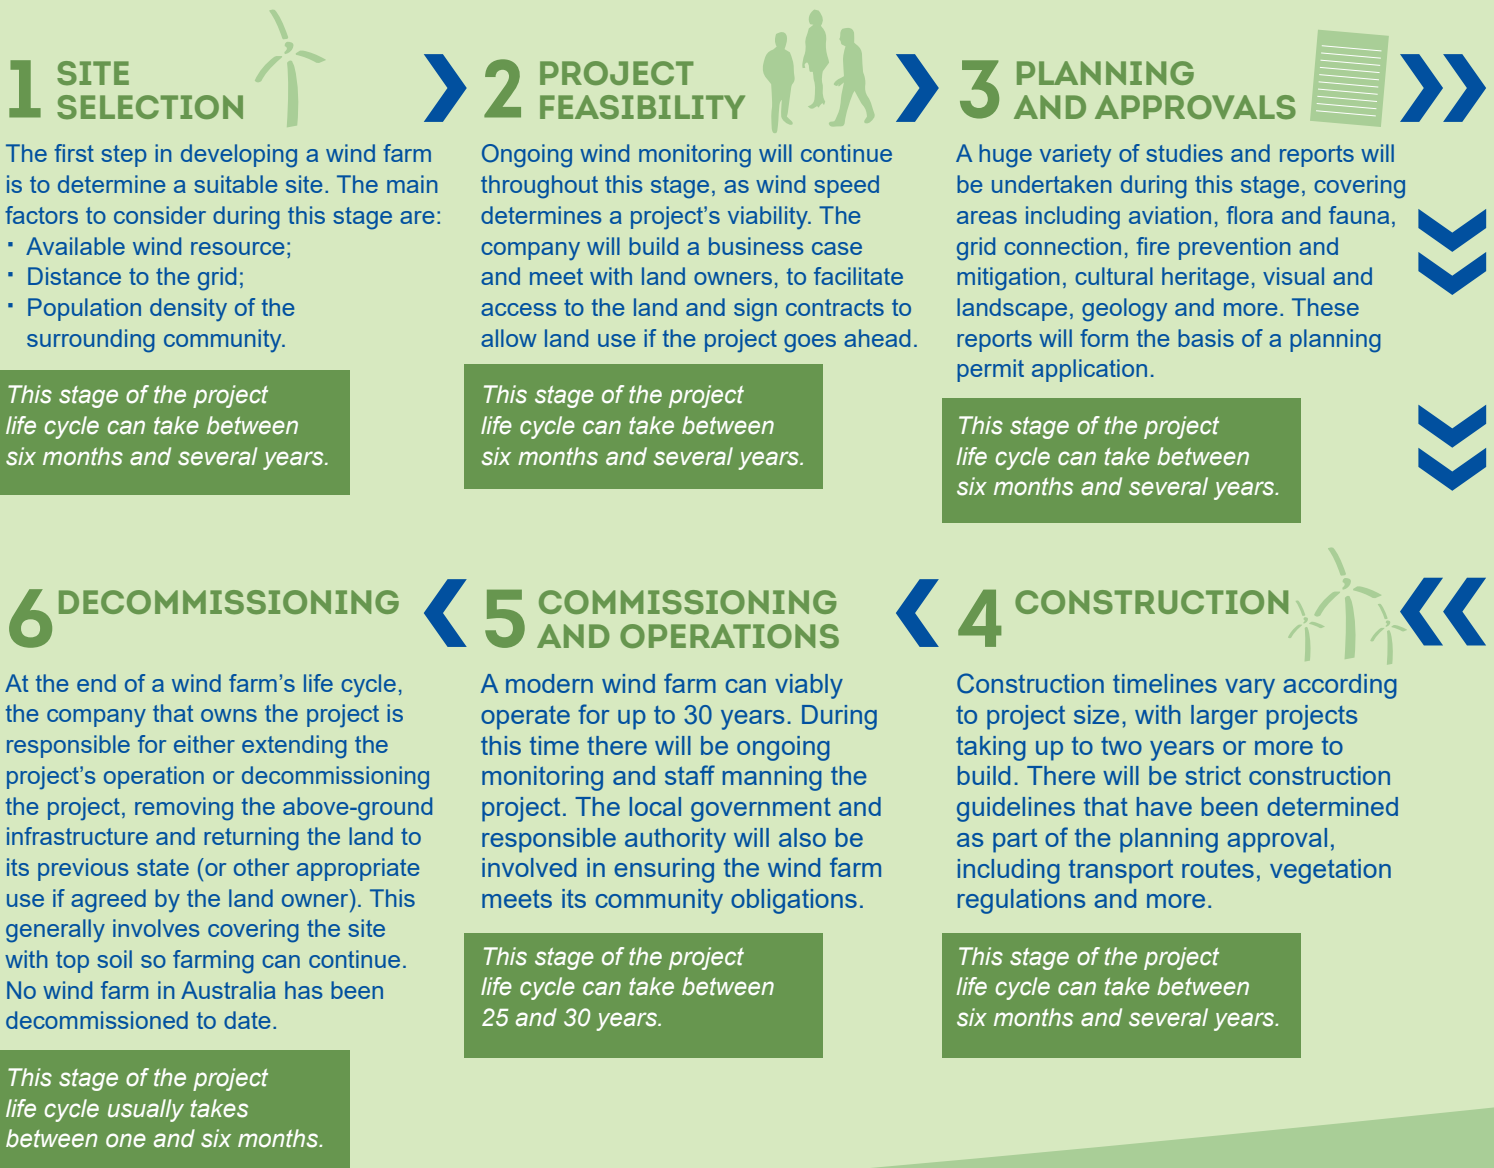 1 SITE
SELECTION
The first step in developing a wind farm
is to determine a suitable site. The main
factors to consider during this stage are:
· Available wind resource;
· Distance to the grid;
· Population density of the
surrounding community.
This stage of the project
life cycle can take between
six months and several years.
2 PROJECT
FEASIBILITY
Ongoing wind monitoring will continue
throughout this stage, as wind speed
determines a project’s viability. The
company will build a business case
and meet with land owners, to facilitate
access to the land and sign contracts to
allow land use if the project goes ahead.
This stage of the project
life cycle can take between
six months and several years.
3 PLANNING
AND APPROVALS
A huge variety of studies and reports will
be undertaken during this stage, covering
areas including aviation, flora and fauna,
grid connection, fire prevention and
mitigation, cultural heritage, visual and
landscape, geology and more. These
reports will form the basis of a planning
permit application.
This stage of the project
life cycle can take between
six months and several years.
4 CONSTRUCTION
Construction timelines vary according
to project size, with larger projects
taking up to two years or more to
build. There will be strict construction
guidelines that have been determined
as part of the planning approval,
including transport routes, vegetation
regulations and more.
This stage of the project
life cycle can take between
six months and several years.
5 COMMISSIONING
AND OPERATIONS
A modern wind farm can viably
operate for up to 30 years. During
this time there will be ongoing
monitoring and staff manning the
project. The local government and
responsible authority will also be
involved in ensuring the wind farm
meets its community obligations.
This stage of the project
life cycle can take between
25 and 30 years.
6 DECOMMISSIONING
At the end of a wind farm’s life cycle,
the company that owns the project is
responsible for either extending the
project’s operation or decommissioning
the project, removing the above-ground
infrastructure and returning the land to
its previous state (or other appropriate
use if agreed by the land owner). This
generally involves covering the site
with top soil so farming can continue.
No wind farm in Australia has been
decommissioned to date.
This stage of the project
life cycle usually takes
between one and six months.